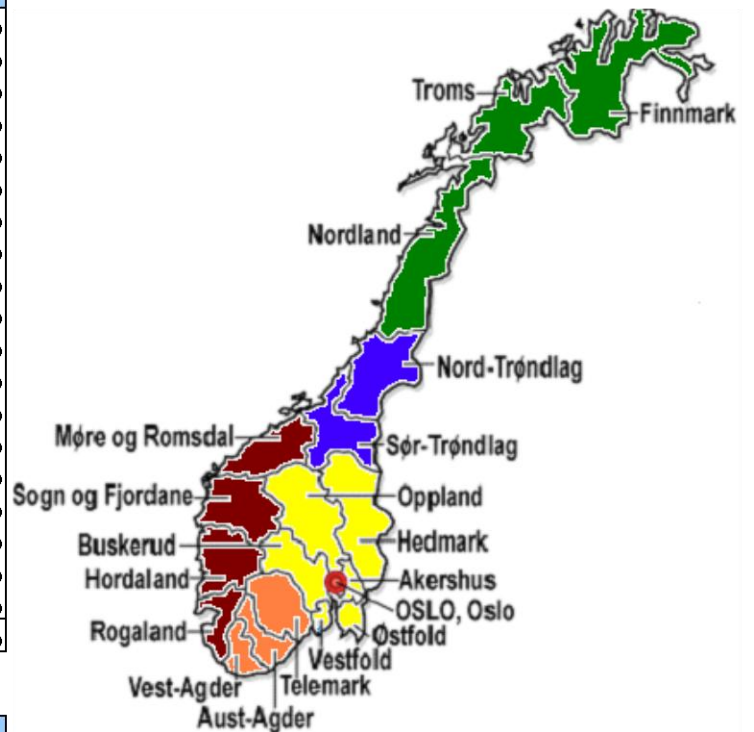 Troms
Finnmark
Nordland
Nord-Trøndlag
Møre og Romsdal
Sør-Trøndlag
Sogn og Fjordane
Oppland
Buskerud
Hedmark
Hordaland
Akershus
OSLO, Oslo
Rogaland
Østfold
Vestfold
Vest-Agder
Telemark
Aust-Agder